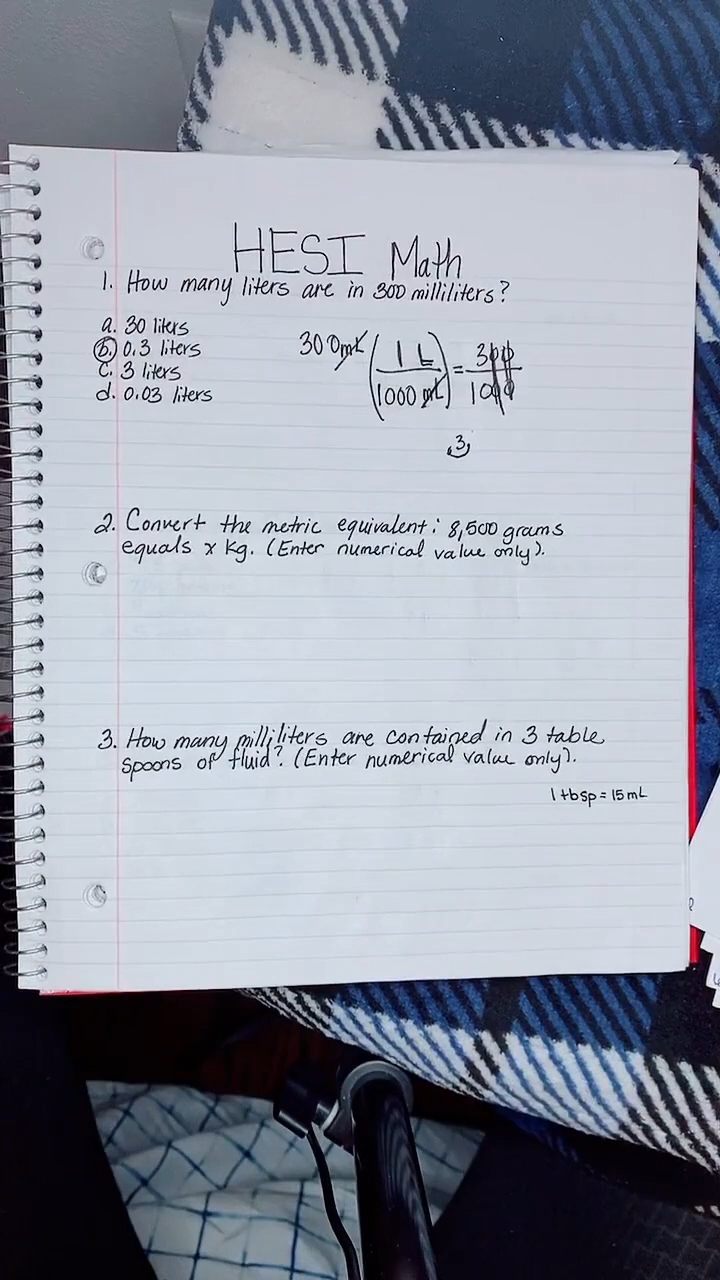 HESI Math
1. How many liters are in 300 milliliters?
a. 30 liters
b. 0.3 liters
c. 3 liters
d. 0.03 liters
300mL (1 L / 1000 mL) = 300 / 1000
.3
2. Convert the metric equivalent: 8,500 grams
equals x kg. (Enter numerical value only).
3. How many milliliters are contained in 3 table
spoons of fluid? (Enter numerical value only).
1 tbsp = 15 mL